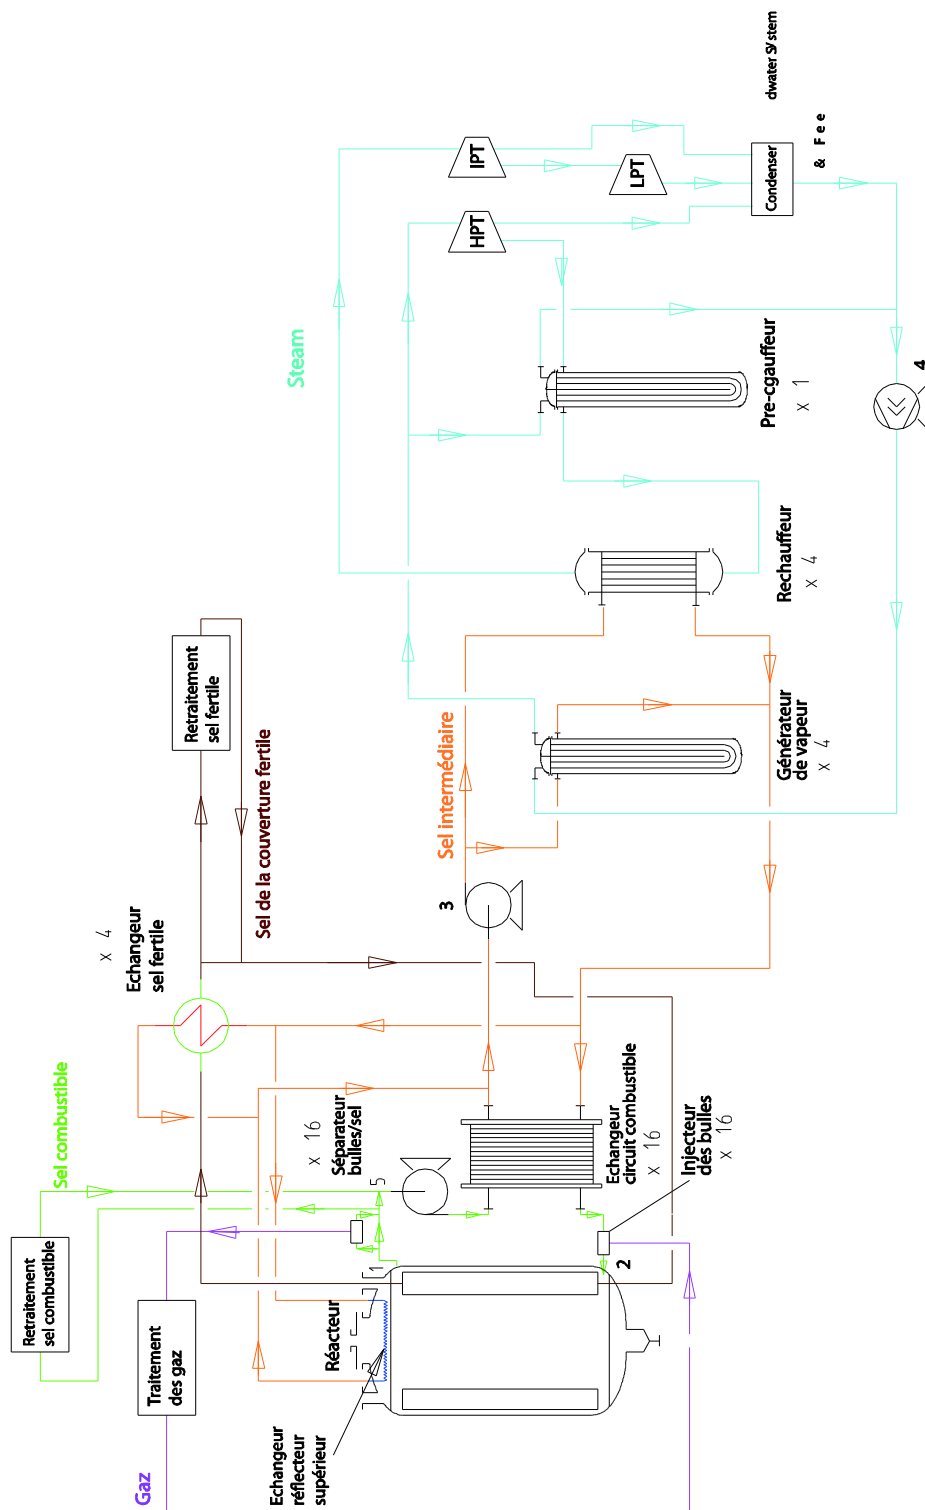 Gaz
Traitement
des gaz
Retraitement
sel combustible
Sel combustible
Echangeur
réflecteur
supérieur
Réacteur
1
2
5
Séparateur
bulles/sel
x 16
Echangeur
circuit combustible
x 16
Injecteur
des bulles
x 16
Echangeur
sel fertile
x 4
Sel de la couverture fertile
Retraitement
sel fertile
3
Sel intermédiaire
Générateur
de vapeur
x 4
Rechauffeur
x 4
Pre-cgauffeur
x 1
Steam
HPT
IPT
LPT
Condenser
& Fee
dwater System
4